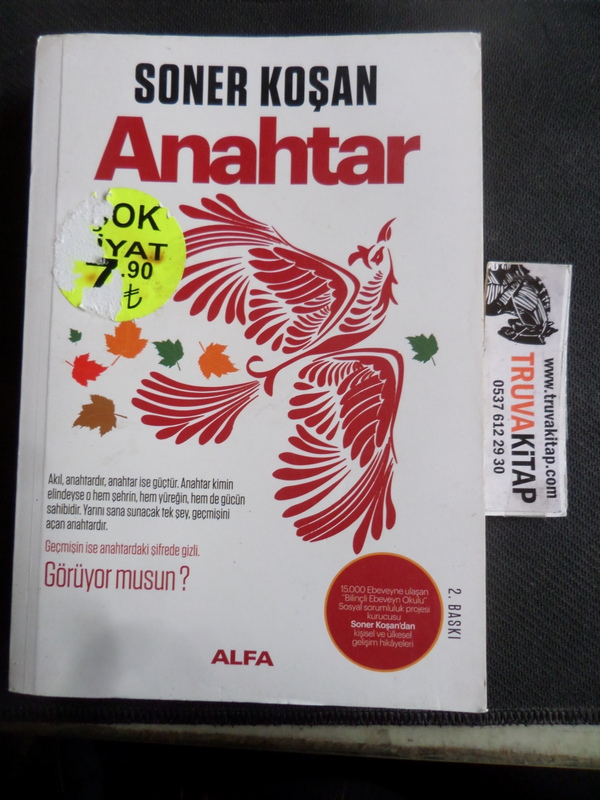 SONER KOŞAN
Anahtar
ŞOK
FİYAT
7.90
₺
Akıl, anahtardır, anahtar ise güçtür. Anahtar kimin
elindeyse o hem şehrin, hem yüreğin, hem de gücün
sahibidir. Yarını sana sunacak tek şey, geçmişini
açan anahtardır.
Geçmişin ise anahtardaki şifrede gizli.
Görüyor musun?
15.000 Ebeveyne ulaşan
"Bilinçli Ebeveyn Okulu"
Sosyal sorumluluk projesi
kurucusu
Soner Koşan'dan
kişisel ve ülkesel
gelişim hikâyeleri
2. BASKI
ALFA
www.truvakitap.com
TRUVAKİTAP
0537 612 29 30